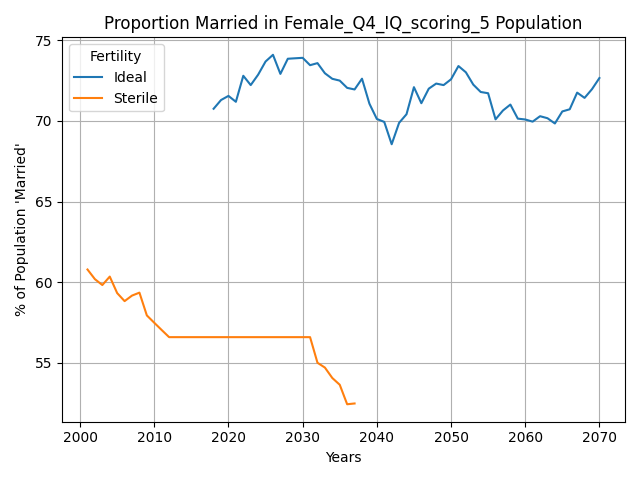 Proportion Married in Female_Q4_IQ_scoring_5 Population
75
70
65
60
55
% of Population 'Married'
Fertility
Ideal
Sterile
2000 2010 2020 2030 2040 2050 2060 2070
Years